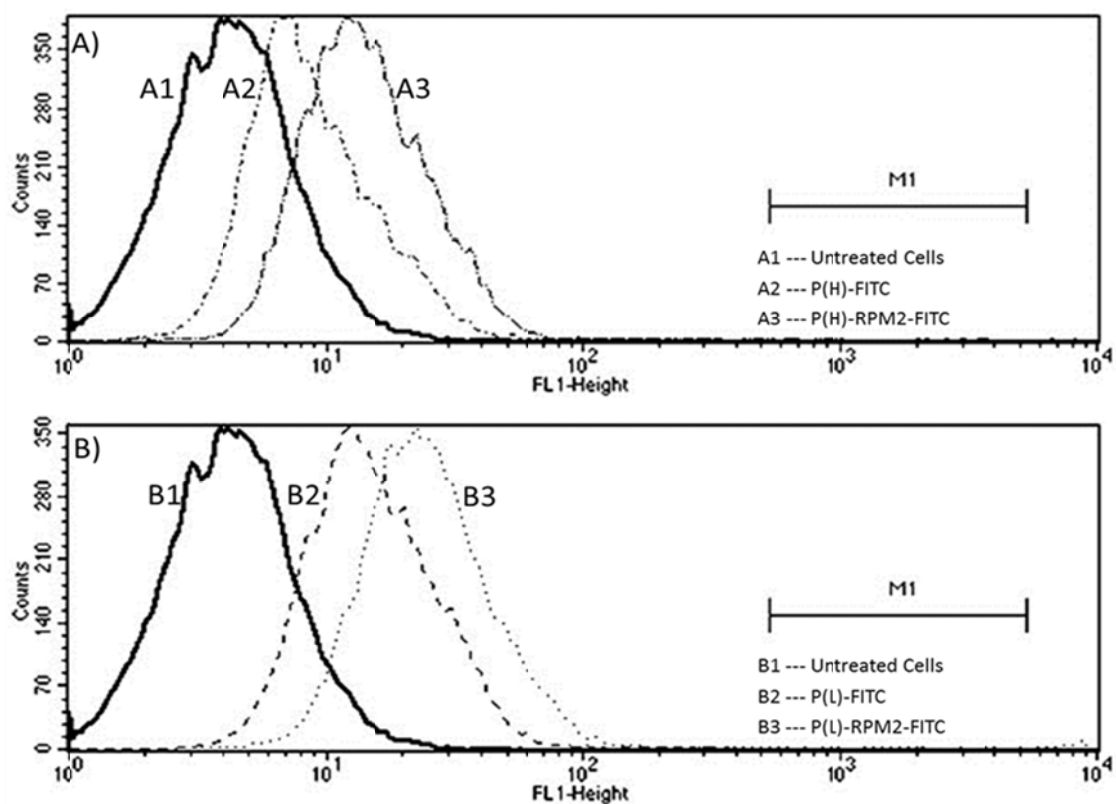 A)
A1
A2
A3
Counts
350
280
210
140
70
0
M1
A1 --- Untreated Cells
A2 --- P(H)-FITC
A3 --- P(H)-RPM2-FITC
10^0
10^1
10^2
10^3
10^4
FL1-Height
B)
B1
B2
B3
Counts
350
280
210
140
70
0
M1
B1 --- Untreated Cells
B2 --- P(L)-FITC
B3 --- P(L)-RPM2-FITC
10^0
10^1
10^2
10^3
10^4
FL1-Height